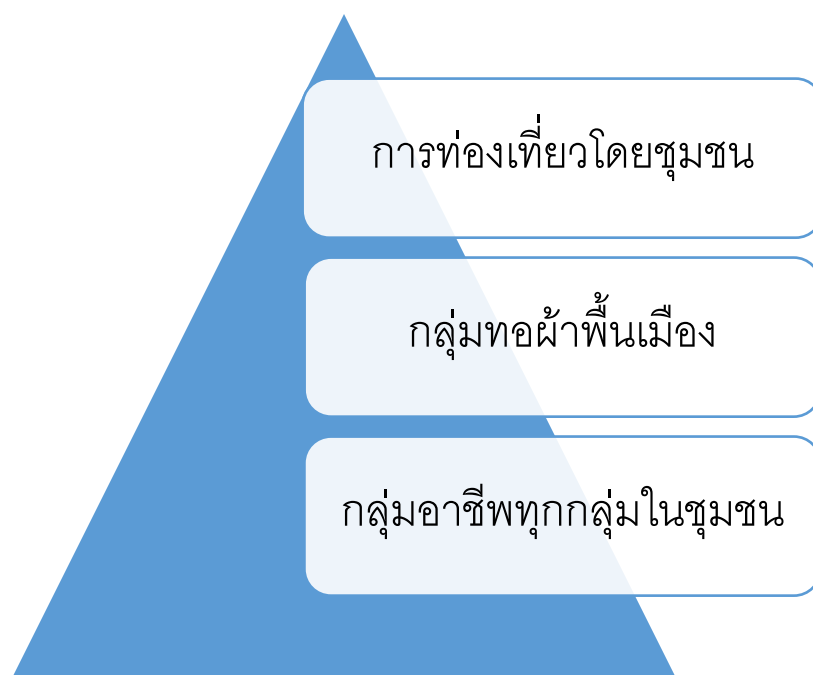 การท่องเที่ยวโดยชุมชน
กลุ่มทอผ้าพื้นเมือง
กลุ่มอาชีพทุกกลุ่มในชุมชน